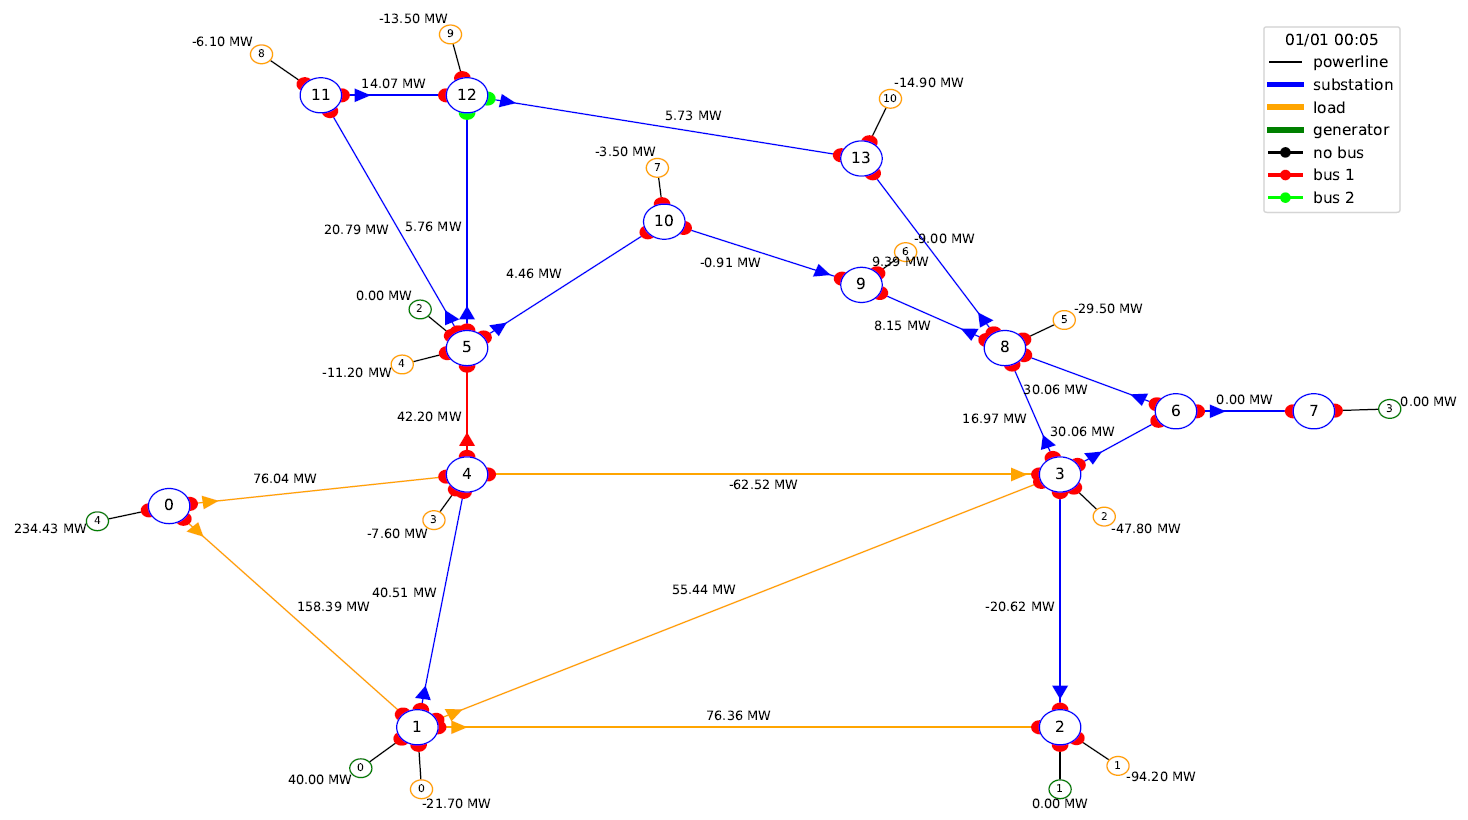 -13.50 MW
9
-6.10 MW
8
01/01 00:05
powerline
substation
load
generator
no bus
bus 1
bus 2
14.07 MW
11
12
-14.90 MW
10
5.73 MW
13
-3.50 MW
7
10
20.79 MW
5.76 MW
4.46 MW
-0.91 MW
-9.00 MW
6
9.39 MW
9
0.00 MW
2
8.15 MW
-29.50 MW
5
5
8
4
-11.20 MW
30.06 MW
0.00 MW
3
0.00 MW
42.20 MW
16.97 MW
30.06 MW
6
7
76.04 MW
4
-62.52 MW
3
0
234.43 MW
4
3
-7.60 MW
2
-47.80 MW
40.51 MW
55.44 MW
158.39 MW
-20.62 MW
76.36 MW
1
2
40.00 MW
0
0
-21.70 MW
1
0.00 MW
1
-94.20 MW